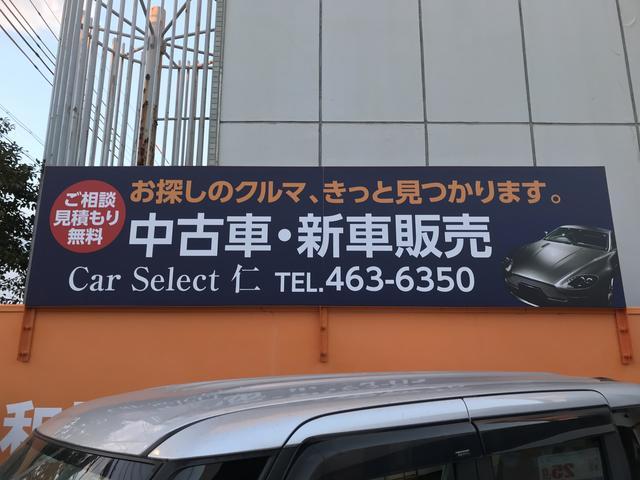 ご相談
見積もり
無料
お探しのクルマ、きっと見つかります。
中古車・新車販売
Car Select 仁 TEL.463-6350
和
25.